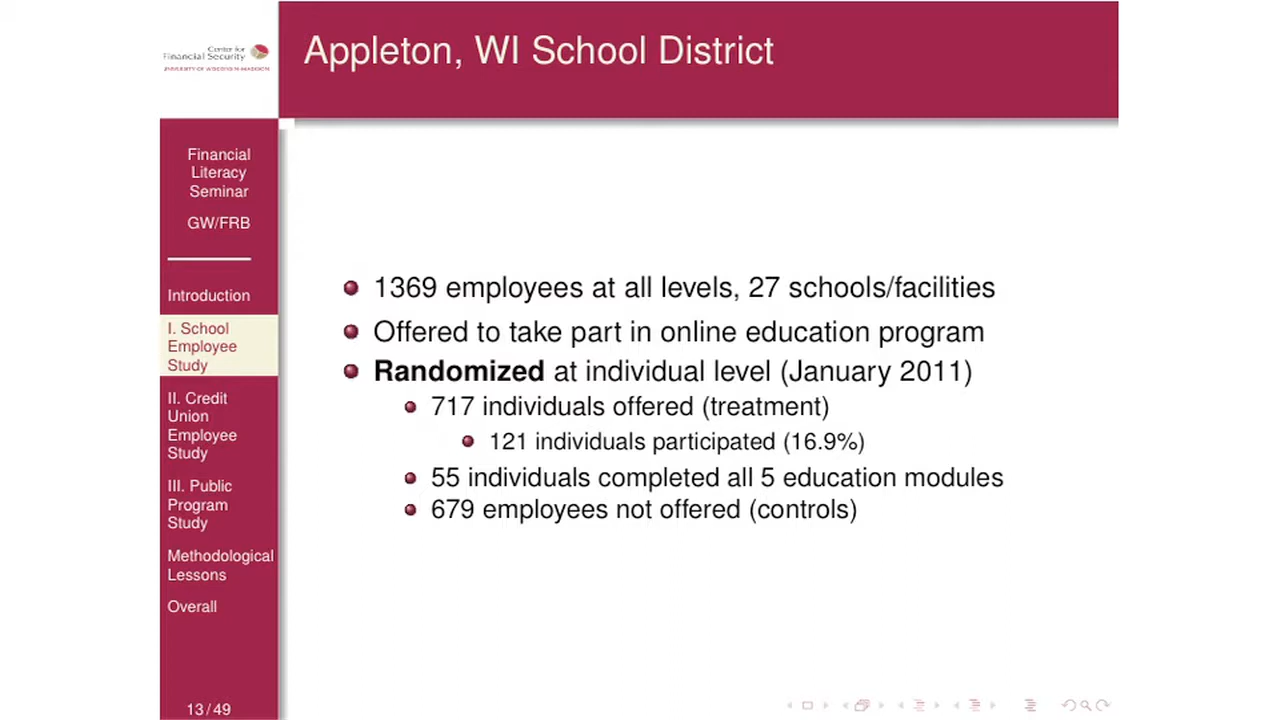 Center for
Financial Security
UNIVERSITY OF WISCONSIN-MADISON
Appleton, WI School District
Financial
Literacy
Seminar
GW/FRB
Introduction
I. School
Employee
Study
II. Credit
Union
Employee
Study
III. Public
Program
Study
Methodological
Lessons
Overall
13 / 49
1369 employees at all levels, 27 schools/facilities
Offered to take part in online education program
Randomized at individual level (January 2011)
717 individuals offered (treatment)
121 individuals participated (16.9%)
55 individuals completed all 5 education modules
679 employees not offered (controls)